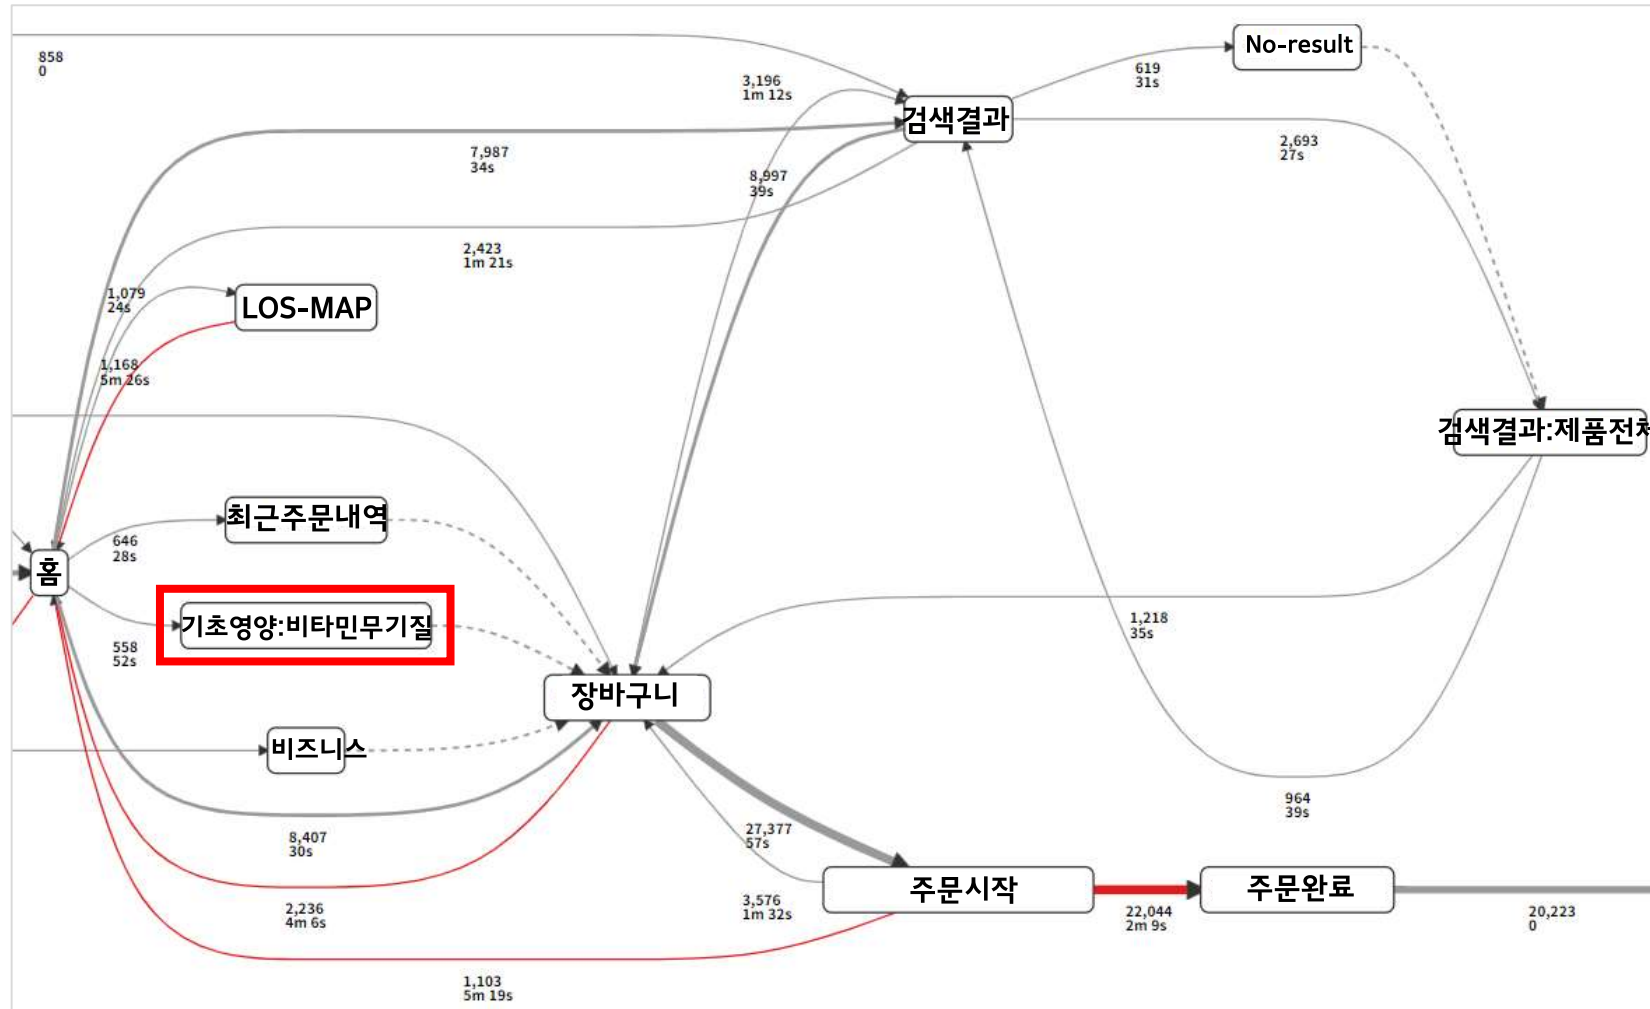 858
0
No-result
619
31s
3,196
1m 12s
검색결과
7,987
34s
2,693
27s
8,997
39s
2,423
1m 21s
1,079
24s
LOS-MAP
1,168
5m 26s
검색결과:제품전체
최근주문내역
646
28s
홈
기초영양:비타민무기질
558
52s
1,218
35s
장바구니
비즈니스
964
39s
8,407
30s
27,377
57s
주문시작
주문완료
2,236
4m 6s
3,576
1m 32s
22,044
2m 9s
20,223
0
1,103
5m 19s